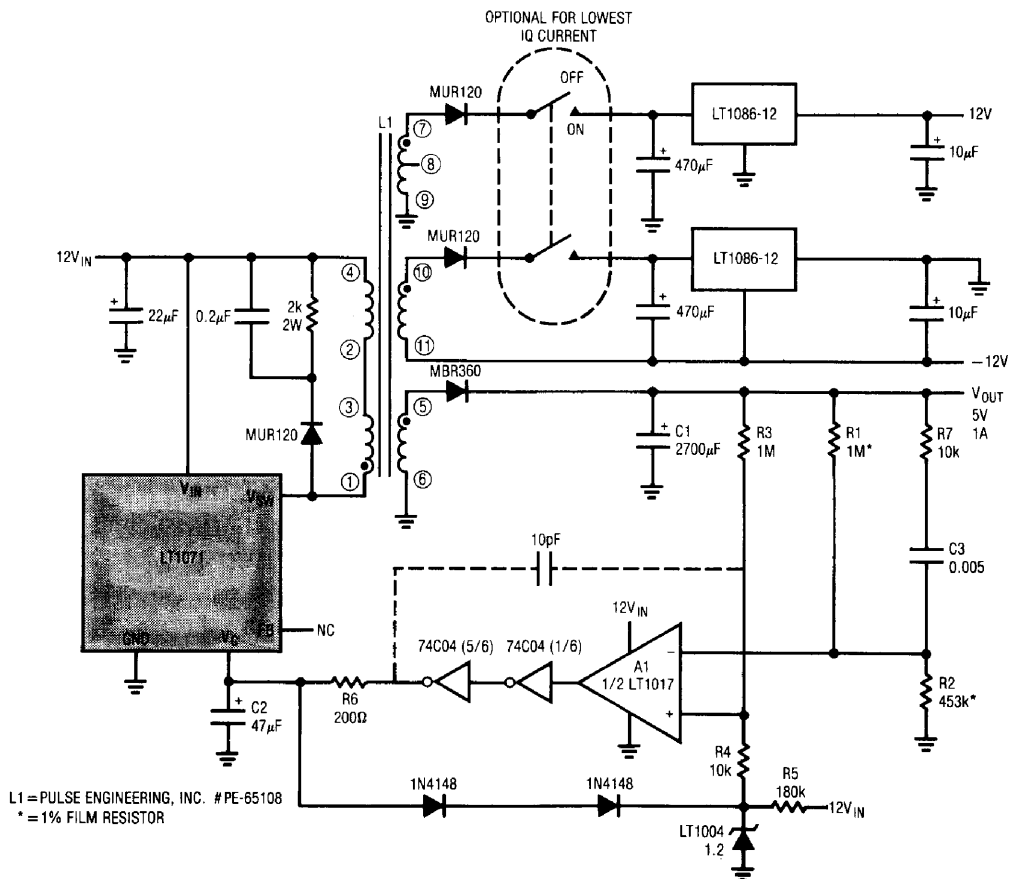 OPTIONAL FOR LOWEST
IQ CURRENT
MUR120
OFF
ON
L1
7
8
9
LT1086-12
12V
+
470µF
+
10µF
MUR120
10
11
LT1086-12
+
470µF
+
10µF
−12V
12VIN
+
22µF
0.2µF
2k
2W
4
2
3
1
MUR120
MBR360
5
6
+
C1
2700µF
R3
1M
R1
1M*
R7
10k
VOUT
5V
1A
VIN
VSW
LT1071
GND
VC
FB
NC
10pF
C3
0.005
12VIN
74C04 (5/6)
74C04 (1/6)
A1
1/2 LT1017
−
+
R2
453k*
R6
200Ω
+
C2
47µF
R4
10k
1N4148
1N4148
R5
180k
12VIN
LT1004
1.2
L1 = PULSE ENGINEERING, INC. #PE-65108
* = 1% FILM RESISTOR